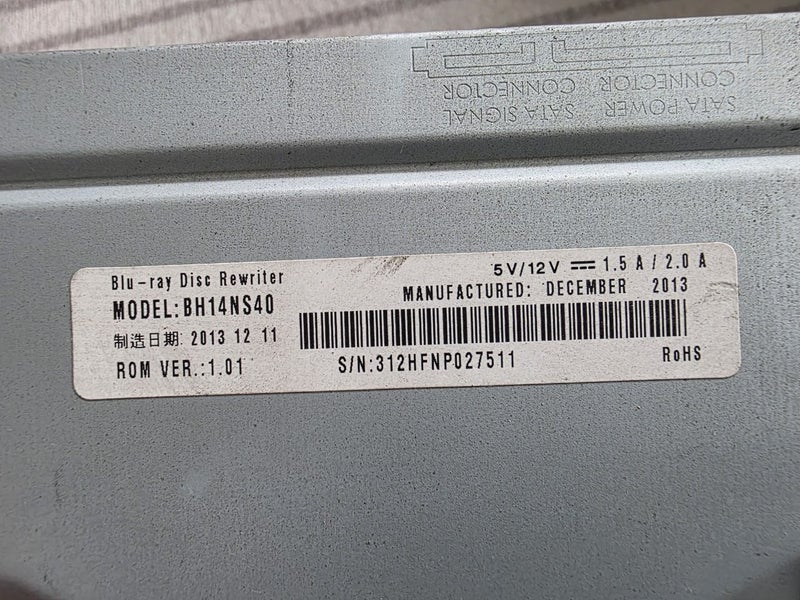 SATA POWER CONNECTOR
SATA SIGNAL CONNECTOR
Blu-ray Disc Rewriter
5V/12V ⎓ 1.5 A / 2.0 A
MODEL:BH14NS40
MANUFACTURED: DECEMBER 2013
制造日期: 2013 12 11
ROM VER.:1.01
S/N:312HFNP027511
RoHS